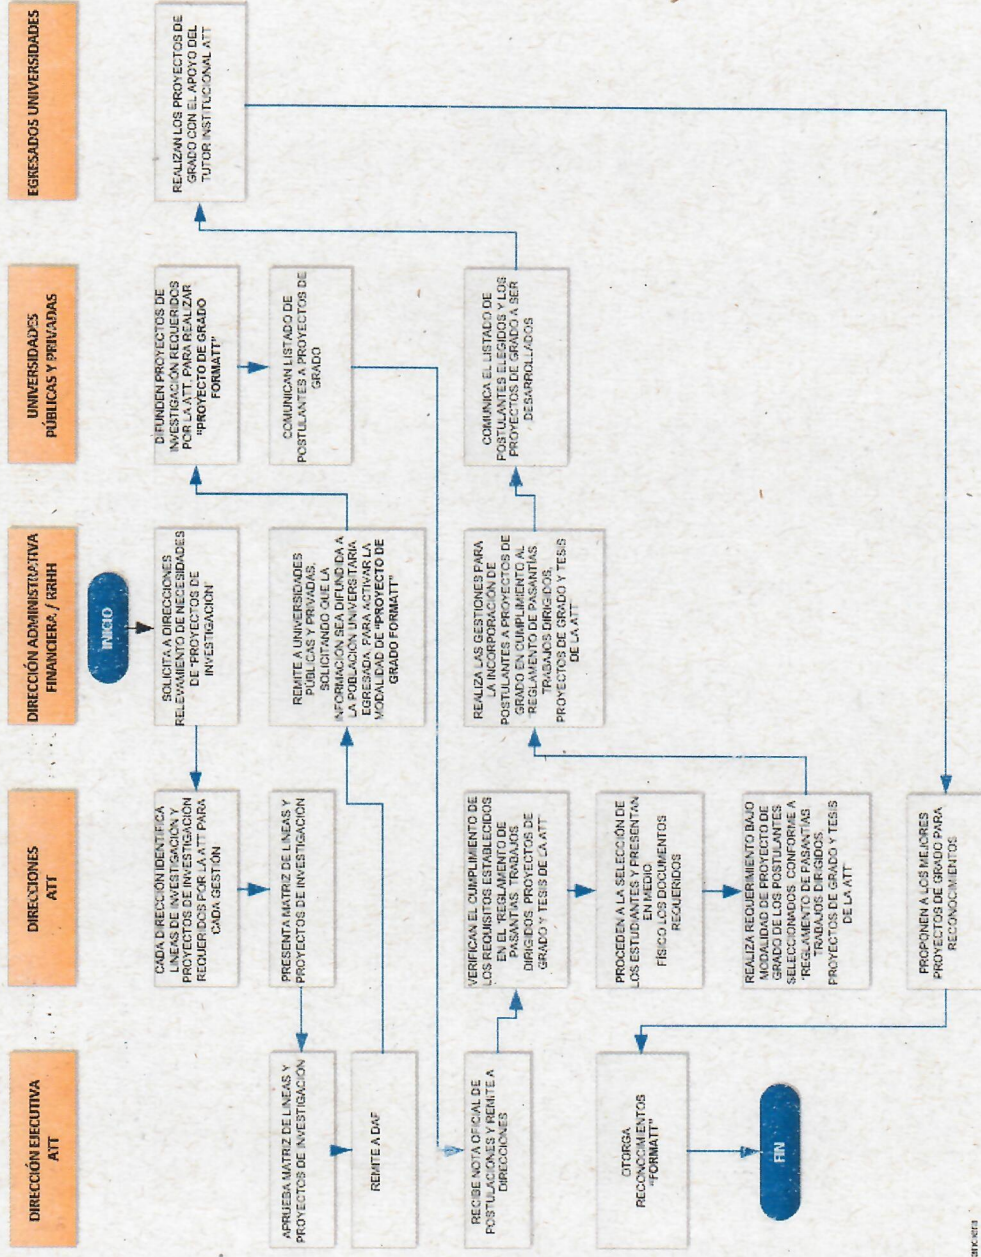 DIRECCIÓN EJECUTIVA
ATT
DIRECCIONES
ATT
DIRECCIÓN ADMINISTRATIVA
FINANCIERA / RRHH
UNIVERSIDADES
PÚBLICAS Y PRIVADAS
EGRESADOS UNIVERSIDADES
INICIO
SOLICITA A DIRECCIONES
RELEVAMIENTO DE NECESIDADES
DE "PROYECTOS DE
INVESTIGACIÓN"
CADA DIRECCIÓN IDENTIFICA
LÍNEAS DE INVESTIGACIÓN Y
PROYECTOS DE INVESTIGACIÓN
REQUERIDOS POR LA ATT PARA
CADA GESTIÓN
PRESENTA MATRIZ DE LINEAS Y
PROYECTOS DE INVESTIGACIÓN
APRUEBA MATRIZ DE LINEAS Y
PROYECTOS DE INVESTIGACIÓN
REMITE A DAF
REMITE A UNIVERSIDADES
PÚBLICAS Y PRIVADAS,
SOLICITANDO QUE LA
INFORMACIÓN SEA DIFUNDIDA A
LA POBLACIÓN UNIVERSITARIA
EGRESADA, PARA ACTIVAR LA
MODALIDAD DE "PROYECTO DE
GRADO FORMATT"
DIFUNDEN PROYECTOS DE
INVESTIGACIÓN REQUERIDOS
POR LA ATT, PARA REALIZAR
"PROYECTO DE GRADO
FORMATT"
COMUNICAN LISTADO DE
POSTULANTES A PROYECTOS DE
GRADO
RECIBE NOTA OFICIAL DE
POSTULACIONES Y REMITE A
DIRECCIONES
VERIFICAN EL CUMPLIMIENTO DE
LOS REQUISITOS ESTABLECIDOS
EN EL "REGLAMENTO DE
PASANTÍAS, TRABAJOS
DIRIGIDOS, PROYECTOS DE
GRADO Y TESIS DE LA ATT"
PROCEDEN A LA SELECCIÓN DE
LOS ESTUDIANTES Y PRESENTAN
EN MEDIO
FÍSICO LOS DOCUMENTOS
REQUERIDOS
REALIZA REQUERIMIENTO BAJO
MODALIDAD DE PROYECTO DE
GRADO DE LOS POSTULANTES
SELECCIONADOS, CONFORME A
"REGLAMENTO DE PASANTÍAS
TRABAJOS DIRIGIDOS,
PROYECTOS DE GRADO Y TESIS
DE LA ATT"
REALIZA LAS GESTIONES PARA
LA INCORPORACIÓN DE
POSTULANTES A PROYECTOS DE
GRADO EN CUMPLIMIENTO AL
"REGLAMENTO DE PASANTÍAS,
TRABAJOS DIRIGIDOS,
PROYECTOS DE GRADO Y TESIS
DE LA ATT"
COMUNICA EL LISTADO DE
POSTULANTES ELEGIDOS Y LOS
PROYECTOS DE GRADO A SER
DESARROLLADOS
REALIZAN LOS PROYECTOS DE
GRADO CON EL APOYO DEL
TUTOR INSTITUCIONAL ATT
PROPONEN A LOS MEJORES
PROYECTOS DE GRADO PARA
RECONOCIMIENTOS
OTORGA
RECONOCIMIENTOS
"FORMATT"
FIN
anciera